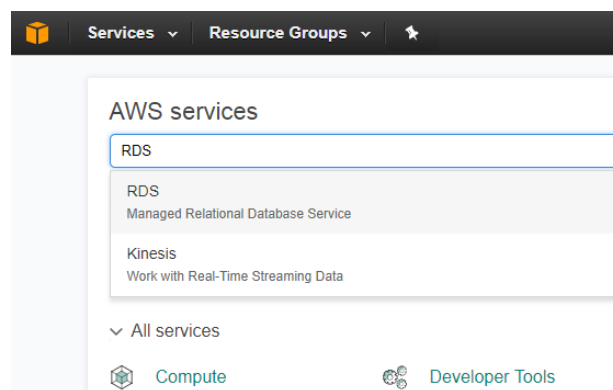 Services Resource Groups
AWS services
RDS
RDS
Managed Relational Database Service
Kinesis
Work with Real-Time Streaming Data
All services
Compute Developer Tools